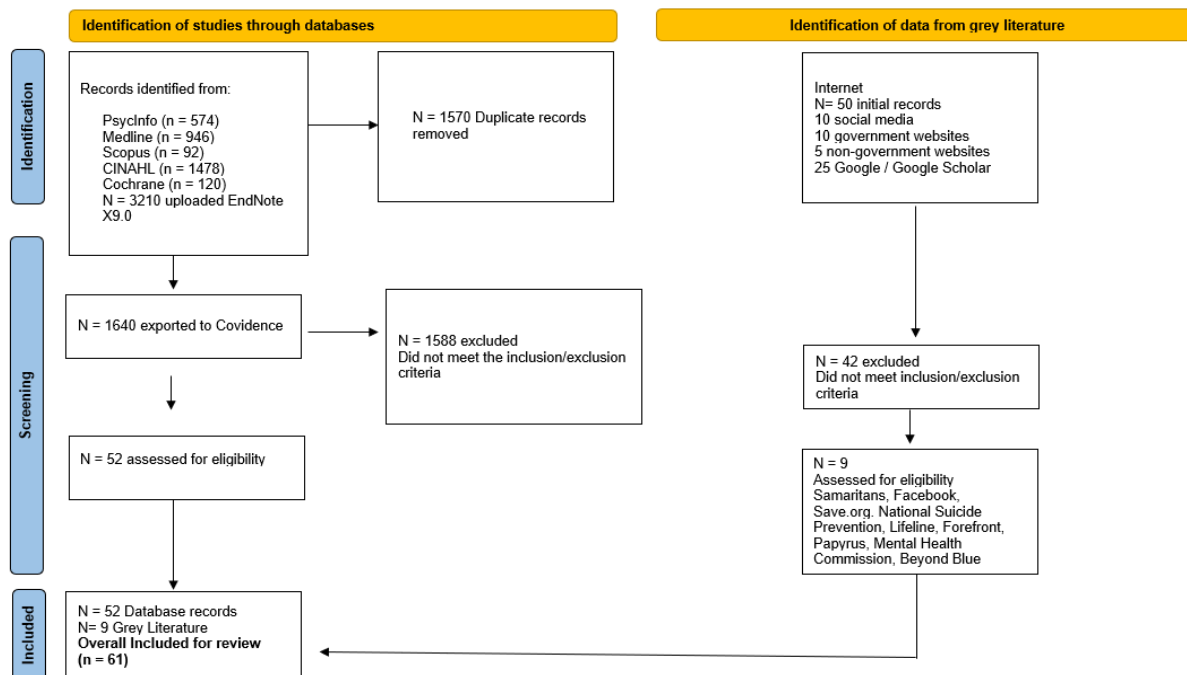 Identification of studies through databases
Identification of data from grey literature
Identification
Records identified from:
PsycInfo (n = 574)
Medline (n = 946)
Scopus (n = 92)
CINAHL (n = 1478)
Cochrane (n = 120)
N = 3210 uploaded EndNote
X9.0
N = 1570 Duplicate records
removed
Internet
N= 50 initial records
10 social media
10 government websites
5 non-government websites
25 Google / Google Scholar
Screening
N = 1640 exported to Covidence
N = 1588 excluded
Did not meet the inclusion/exclusion
criteria
N = 42 excluded
Did not meet inclusion/exclusion
criteria
N = 52 assessed for eligibility
N = 9
Assessed for eligibility
Samaritans, Facebook,
Save.org. National Suicide
Prevention, Lifeline, Forefront,
Papyrus, Mental Health
Commission, Beyond Blue
Included
N = 52 Database records
N= 9 Grey Literature
Overall Included for review
(n = 61)